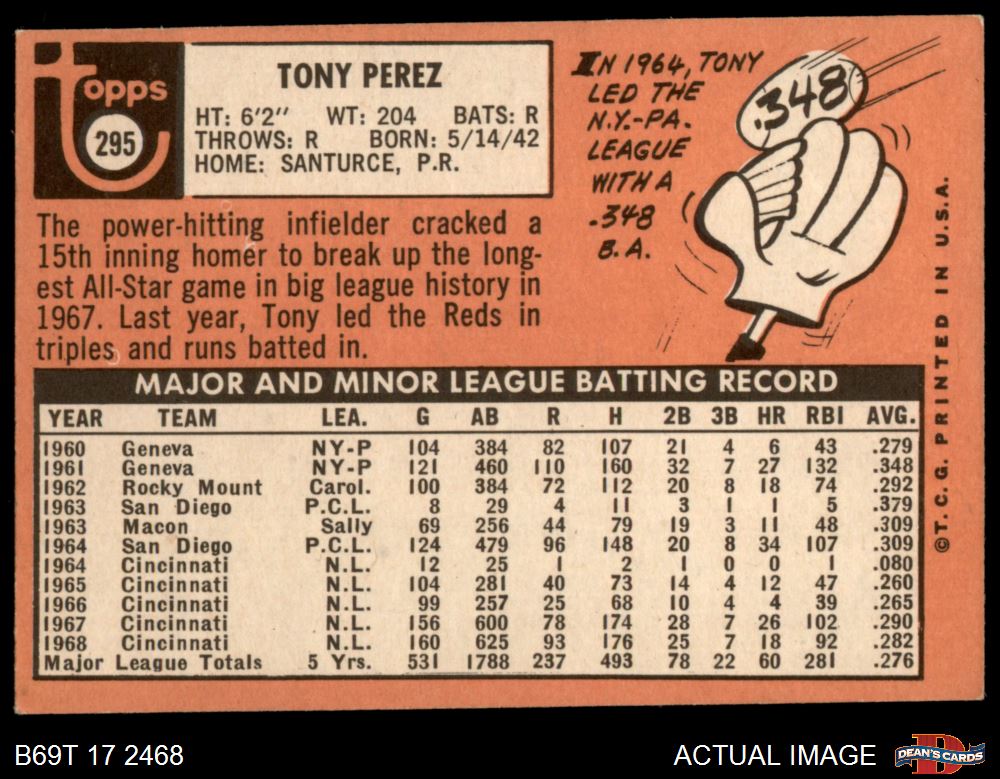 Topps
295
TONY PEREZ
HT: 6'2" WT: 204 BATS: R
THROWS: R BORN: 5/14/42
HOME: SANTURCE, P.R.
The power-hitting infielder cracked a
15th inning homer to break up the long-
est All-Star game in big league history in
1967. Last year, Tony led the Reds in
triples and runs batted in.
IN 1964, TONY
LED THE
N.Y.-PA.
LEAGUE
WITH A
.348
B.A.
.348
MAJOR AND MINOR LEAGUE BATTING RECORD
YEAR TEAM LEA. G AB R H 2B 3B HR RBI AVG.
1960 Geneva NY-P 104 384 82 107 21 4 6 43 .279
1961 Geneva NY-P 121 460 110 160 32 7 27 132 .348
1962 Rocky Mount Carol. 100 384 72 112 20 8 18 74 .292
1963 San Diego P.C.L. 8 29 4 11 3 1 1 5 .379
1963 Macon Sally 69 256 44 79 19 3 11 48 .309
1964 San Diego P.C.L. 124 479 96 148 20 8 34 107 .309
1964 Cincinnati N.L. 12 25 1 2 1 0 0 1 .080
1965 Cincinnati N.L. 104 281 40 73 14 4 12 47 .260
1966 Cincinnati N.L. 99 257 25 68 10 4 4 39 .265
1967 Cincinnati N.L. 156 600 78 174 28 7 26 102 .290
1968 Cincinnati N.L. 160 625 93 176 25 7 18 92 .282
Major League Totals 5 Yrs. 531 1788 237 493 78 22 60 281 .276
©T.C.G. PRINTED IN U.S.A.
B69T 17 2468
ACTUAL IMAGE
DEAN'S CARDS